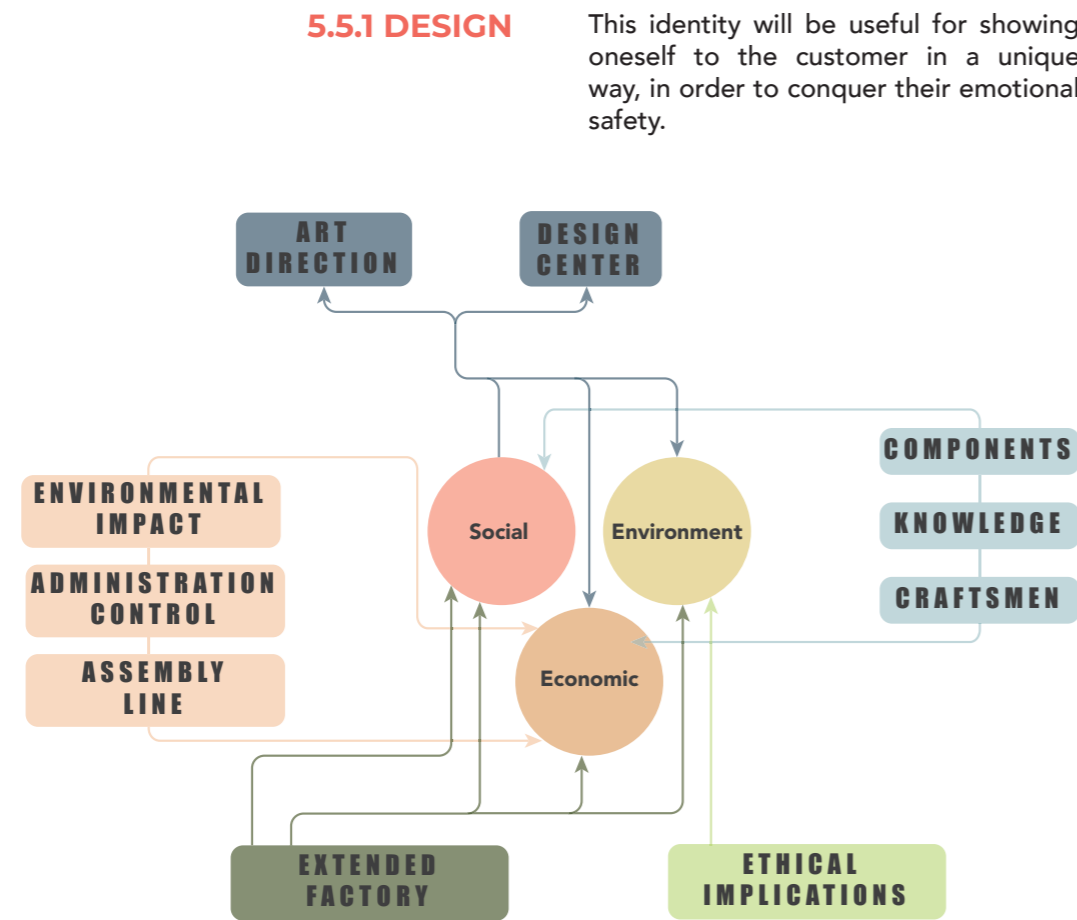 5.5.1 DESIGN
This identity will be useful for showing
oneself to the customer in a unique
way, in order to conquer their emotional
safety.
ART
DIRECTION
DESIGN
CENTER
COMPONENTS
ENVIRONMENTAL
IMPACT
KNOWLEDGE
Social
Environment
ADMINISTRATION
CONTROL
CRAFTSMEN
ASSEMBLY
LINE
Economic
EXTENDED
FACTORY
ETHICAL
IMPLICATIONS